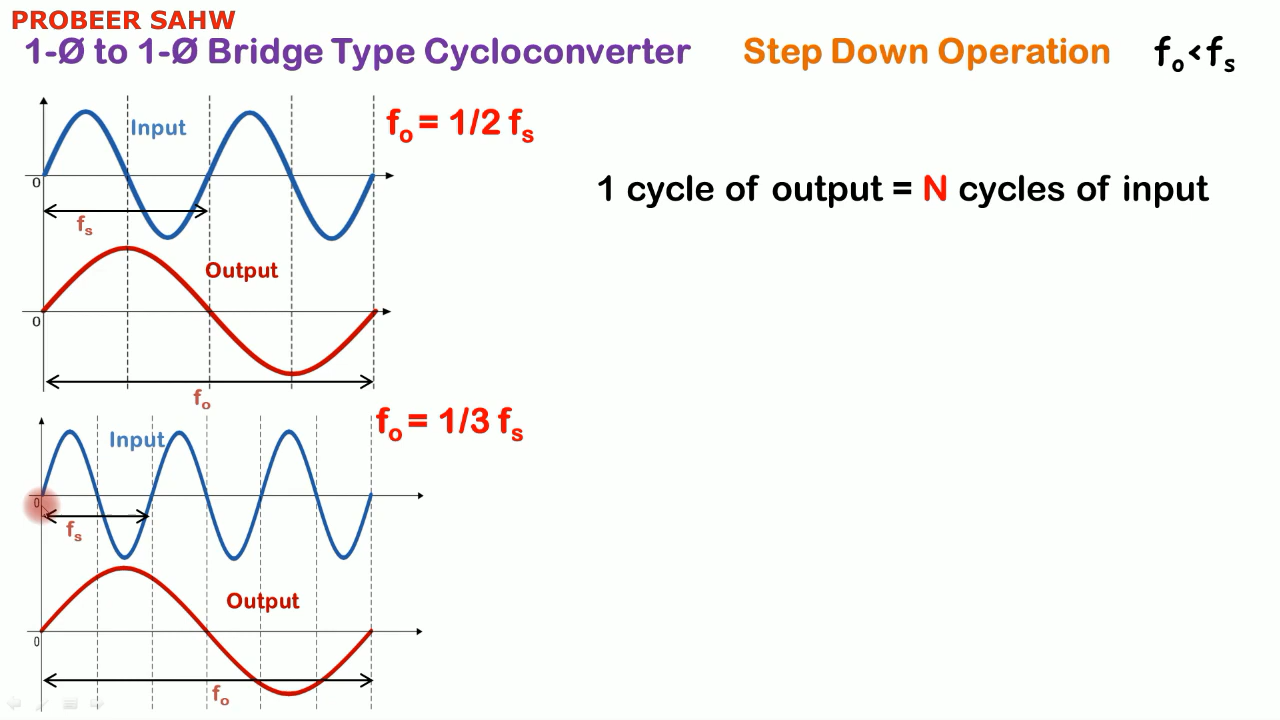 PROBEER SAHW
1-Ø to 1-Ø Bridge Type Cycloconverter Step Down Operation fo<fs
Input
fo = 1/2 fs
0
1 cycle of output = N cycles of input
fs
Output
0
fo
fo = 1/3 fs
Input
0
fs
Output
0
fo